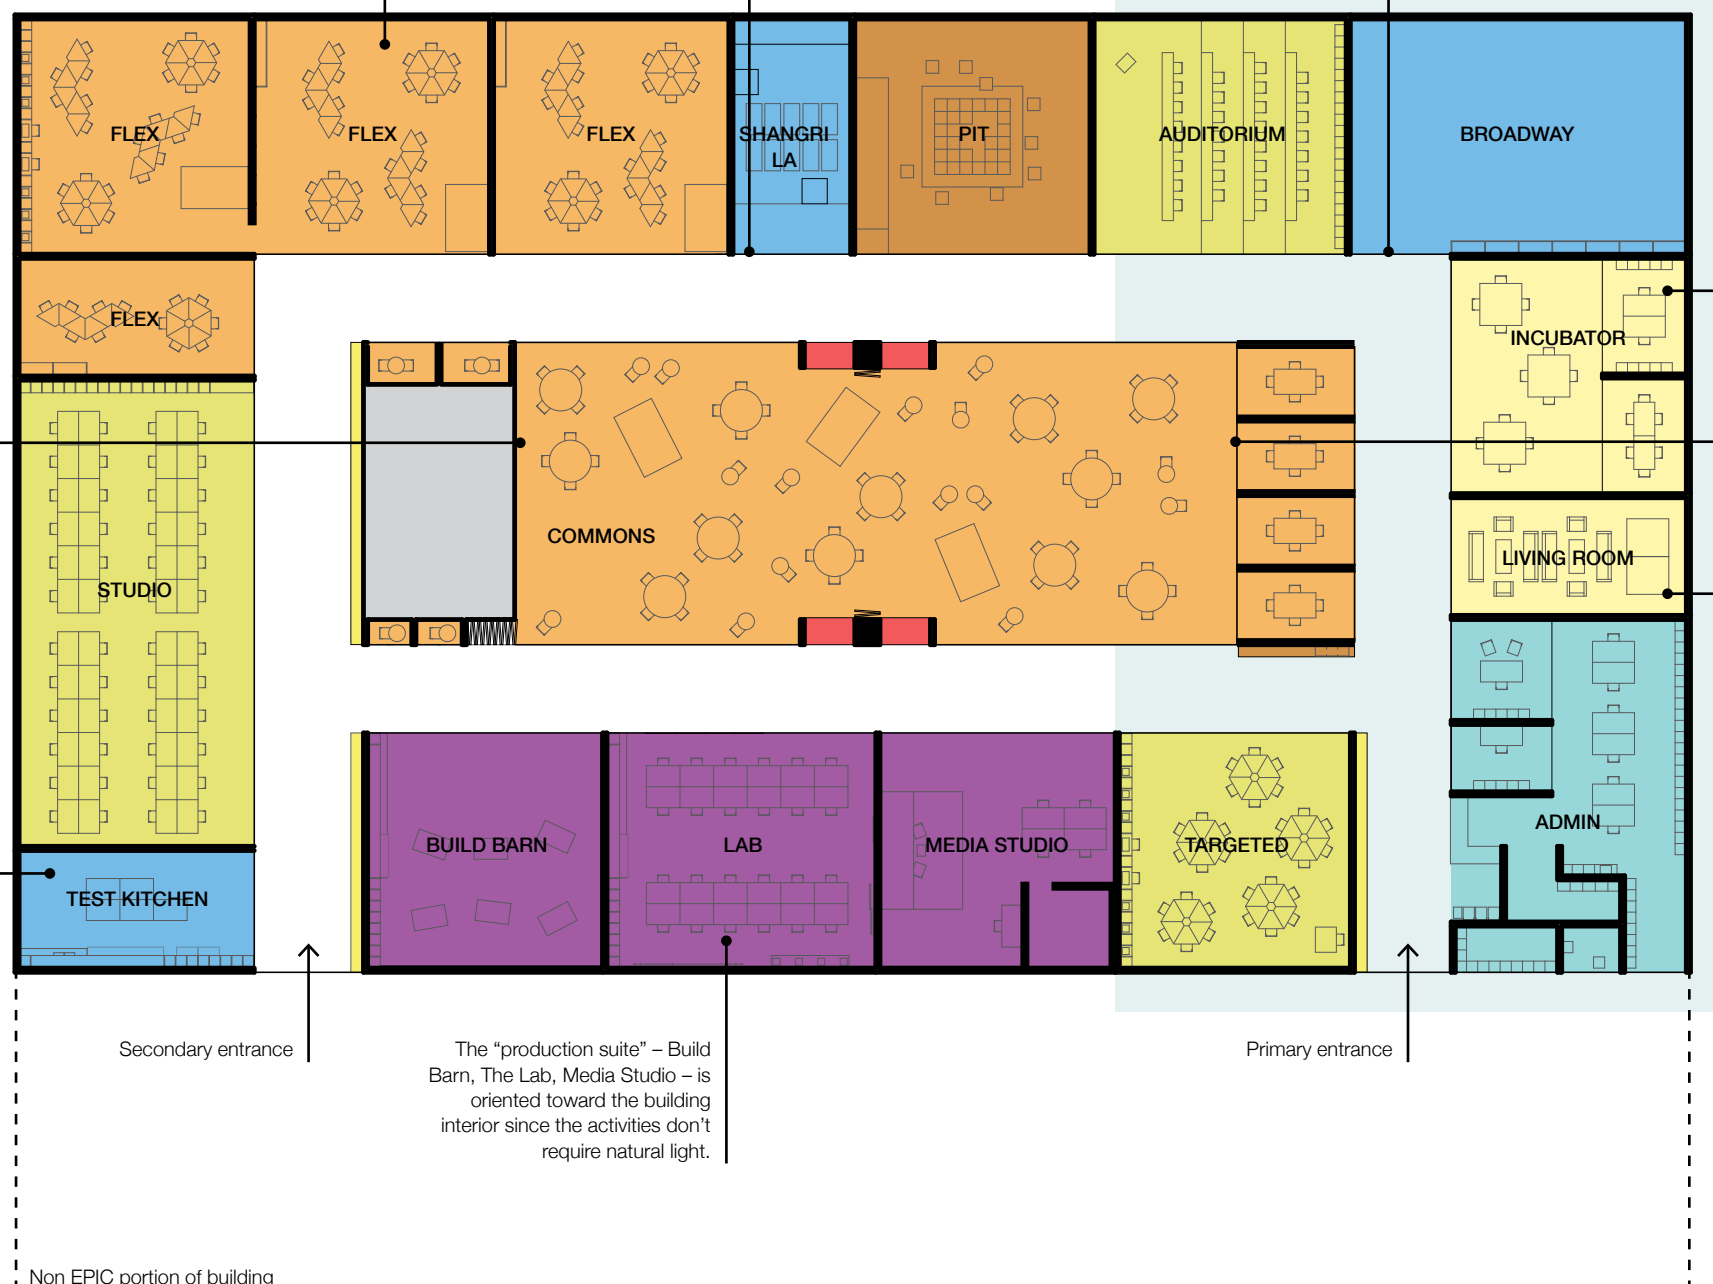 FLEX
FLEX
FLEX
SHANGRI
LA
PIT
AUDITORIUM
BROADWAY
FLEX
INCUBATOR
COMMONS
LIVING ROOM
STUDIO
ADMIN
BUILD BARN
LAB
MEDIA STUDIO
TARGETED
TEST KITCHEN
Secondary entrance
The “production suite” – Build
Barn, The Lab, Media Studio – is
oriented toward the building
interior since the activities don’t
require natural light.
Primary entrance
Non EPIC portion of building